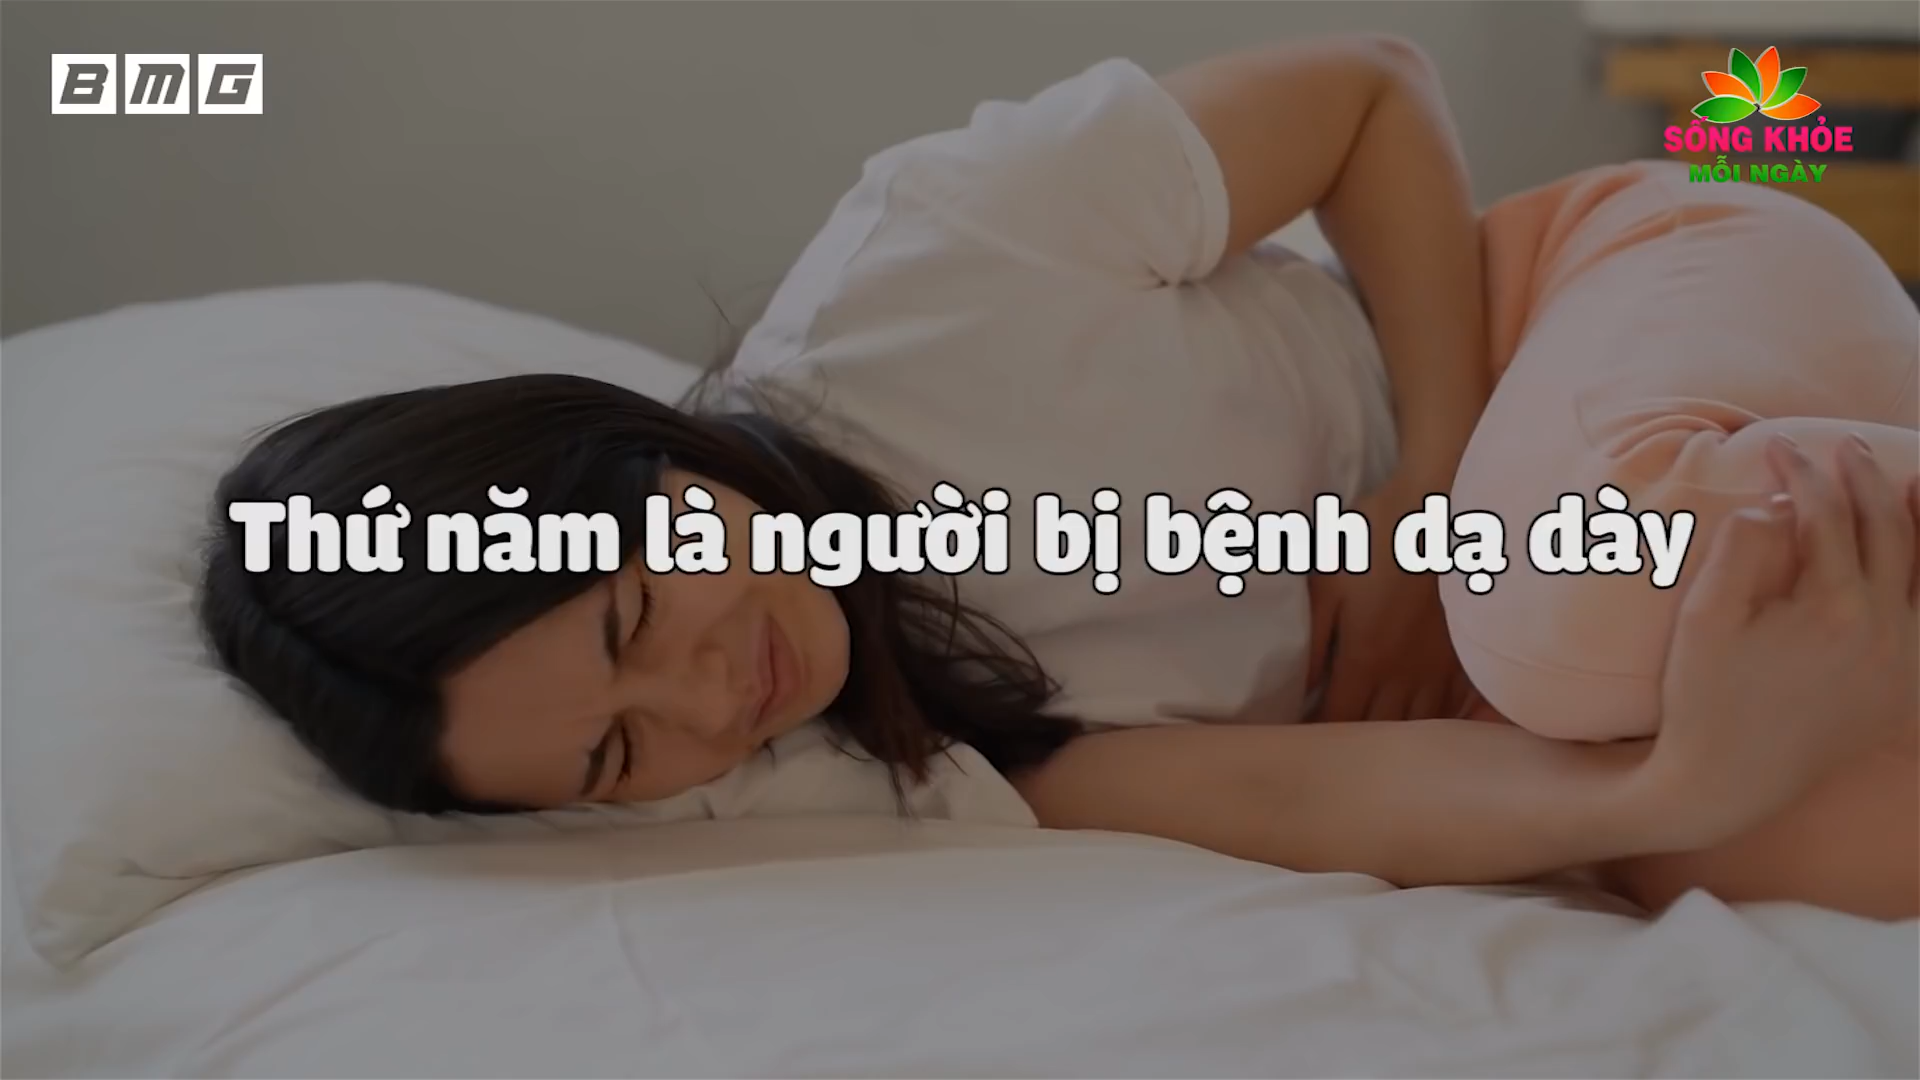 BMG
SỐNG KHỎE
MỖI NGÀY
Thứ năm là người bị bệnh dạ dày